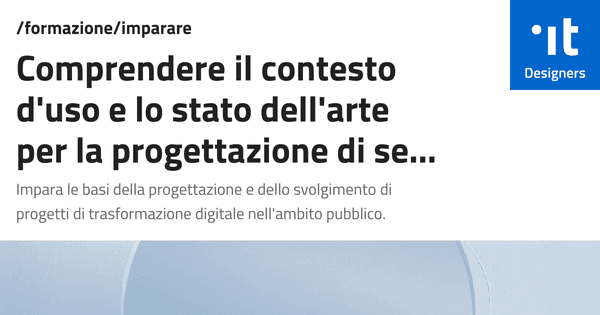 /formazione/imparare
Comprendere il contesto
d'uso e lo stato dell'arte
per la progettazione di se...
Impara le basi della progettazione e dello svolgimento di
progetti di trasformazione digitale nell'ambito pubblico.
it
Designers